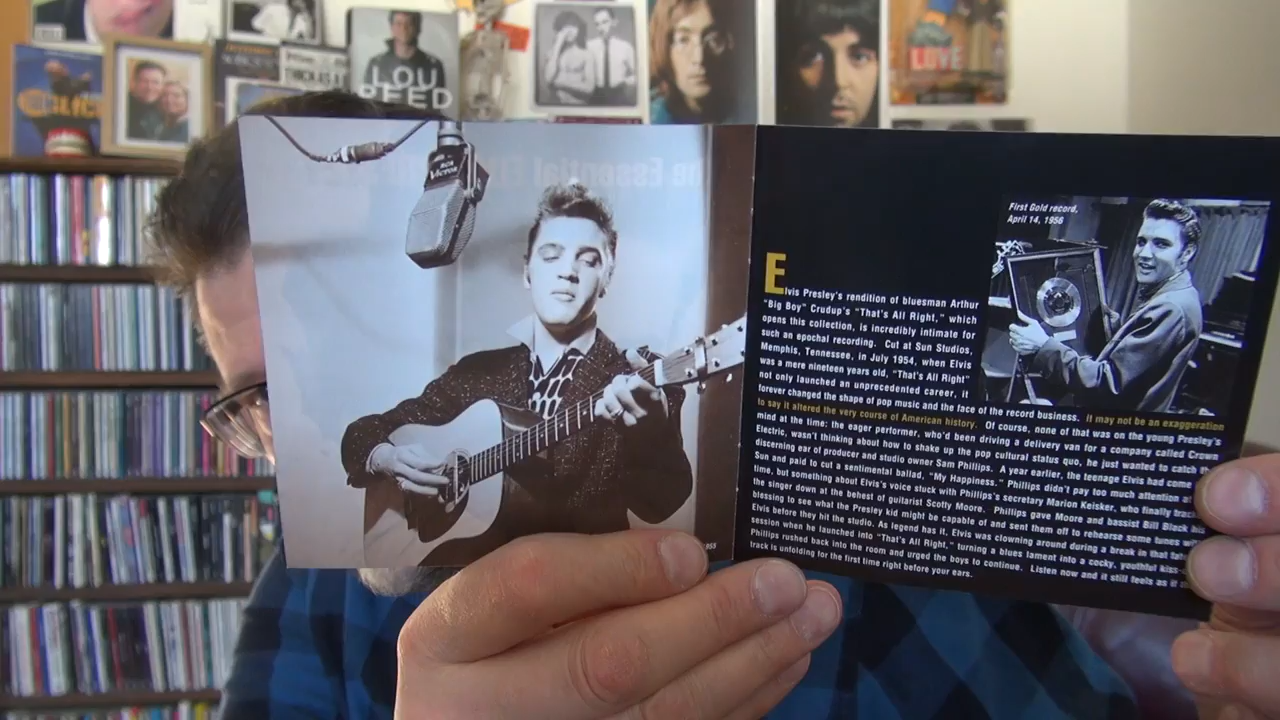 LOU
REED
LOVE
RCA
Victor
First Gold record,
April 14, 1956
Elvis Presley's rendition of bluesman Arthur
"Big Boy" Crudup's "That's All Right," which
opens this collection, is incredibly intimate for
such an epochal recording. Cut at Sun Studios,
Memphis, Tennessee, in July 1954, when Elvis
was a mere nineteen years old, "That's All Right"
not only launched an unprecedented career, it
forever changed the shape of pop music and the face of the record business. It may not be an exaggeration
to say it altered the very course of American history. Of course, none of that was on the young Presley's
mind at the time: the eager performer, who'd been driving a delivery van for a company called Crown
Electric, wasn't thinking about how to shake up the pop cultural status quo, he just wanted to catch
discerning ear of producer and studio owner Sam Phillips. A year earlier, the teenage Elvis had come
Sun and paid to cut a sentimental ballad, "My Happiness." Phillips didn't pay too much attention
time, but something about Elvis's voice stuck with Phillips's secretary Marion Keisker, who finally
the singer down at the behest of guitarist Scotty Moore. Phillips gave Moore and bassist Bill Black his
blessing to see what the Presley kid might be capable of and sent them off to rehearse some tunes
Elvis before they hit the studio. As legend has it, Elvis was clowning around during a break in that
session when he launched into "That's All Right," turning a blues lament into a cocky, youthful
Phillips rushed back into the room and urged the boys to continue. Listen now and it still feels as if
track is unfolding for the first time right before your ears.